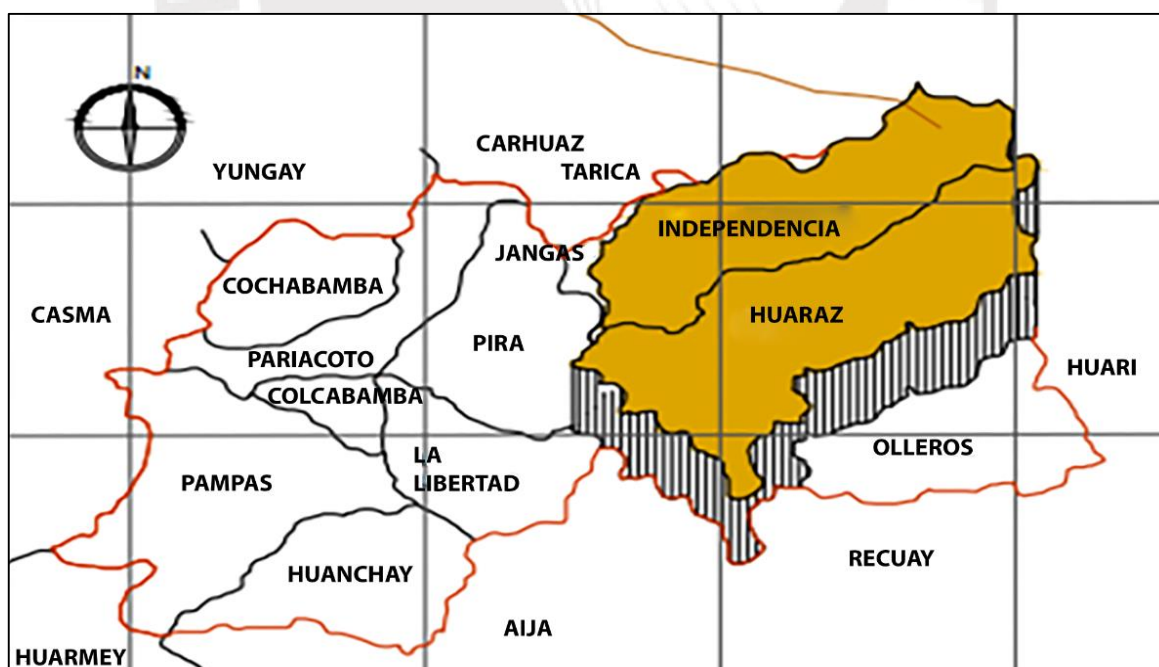 N
CARHUAZ
YUNGAY
TARICA
INDEPENDENCIA
JANGAS
COCHABAMBA
CASMA
HUARAZ
PIRA
PARIACOTO
HUARI
COLCABAMBA
OLLEROS
LA
LIBERTAD
PAMPAS
RECUAY
HUANCHAY
AIJA
HUARMEY